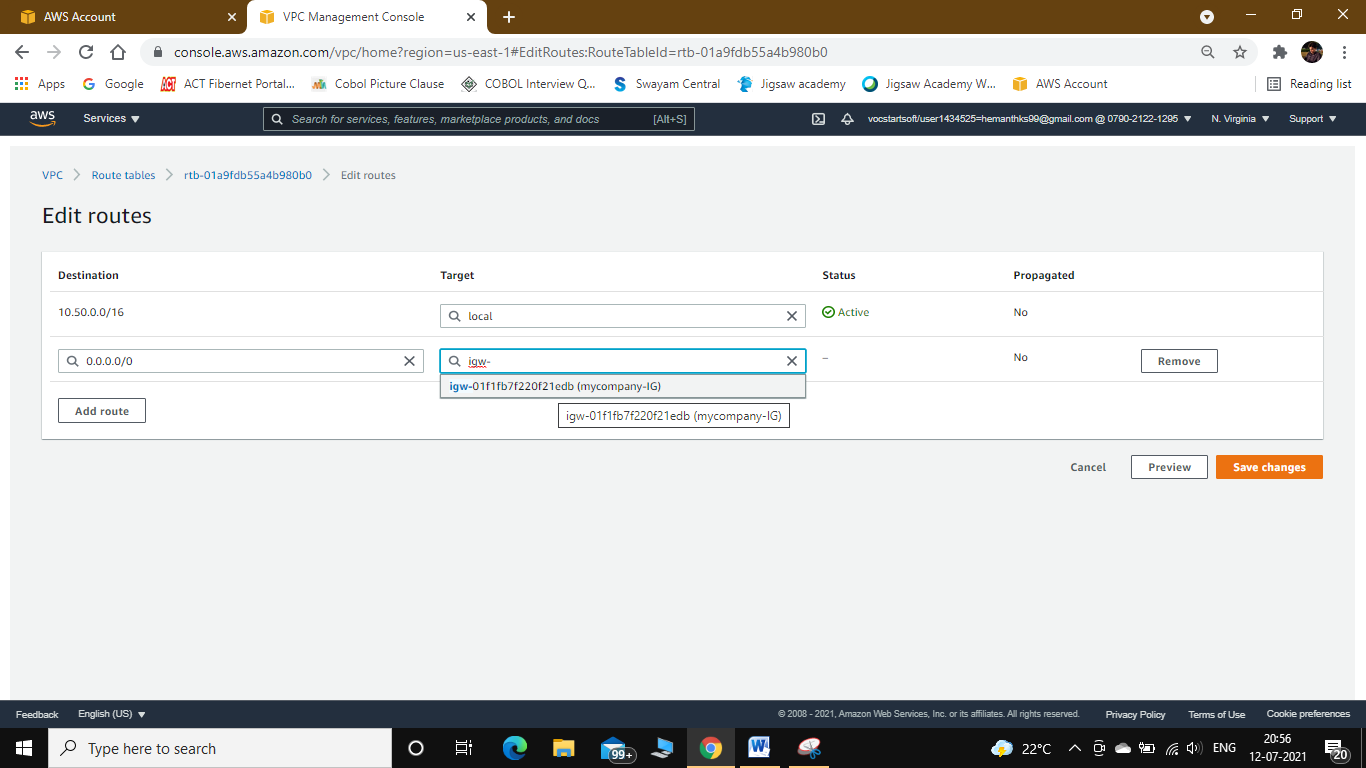 AWS Account
VPC Management Console
console.aws.amazon.com/vpc/home?region=us-east-1#EditRoutes:RouteTableId=rtb-01a9fdb55a4b980b0
Apps
Google
ACT Fibernet Portal...
Cobol Picture Clause
COBOL Interview Q...
Swayam Central
Jigsaw academy
Jigsaw Academy W...
AWS Account
Reading list
aws
Services
Search for services, features, marketplace products, and docs
[Alt+S]
vocstartsoft/user1434525=hemanthks99@gmail.com @ 0790-2122-1295
N. Virginia
Support
VPC
Route tables
rtb-01a9fdb55a4b980b0
Edit routes
Edit routes
Destination
Target
Status
Propagated
10.50.0.0/16
local
Active
No
0.0.0.0/0
igw-
–
No
Remove
igw-01f1fb7f220f21edb (mycompany-IG)
Add route
igw-01f1fb7f220f21edb (mycompany-IG)
Cancel
Preview
Save changes
Feedback
English (US)
© 2008 - 2021, Amazon Web Services, Inc. or its affiliates. All rights reserved.
Privacy Policy
Terms of Use
Cookie preferences
Type here to search
99+
22°C
ENG
20:56
12-07-2021
20